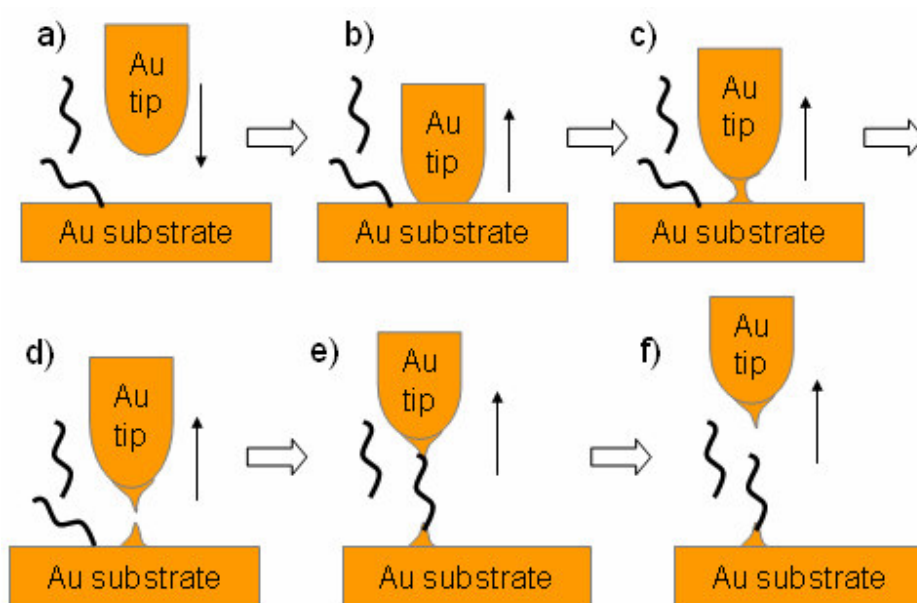 a)
Au
tip
Au substrate
b)
Au
tip
Au substrate
c)
Au
tip
Au substrate
d)
Au
tip
Au substrate
e)
Au
tip
Au substrate
f)
Au
tip
Au substrate